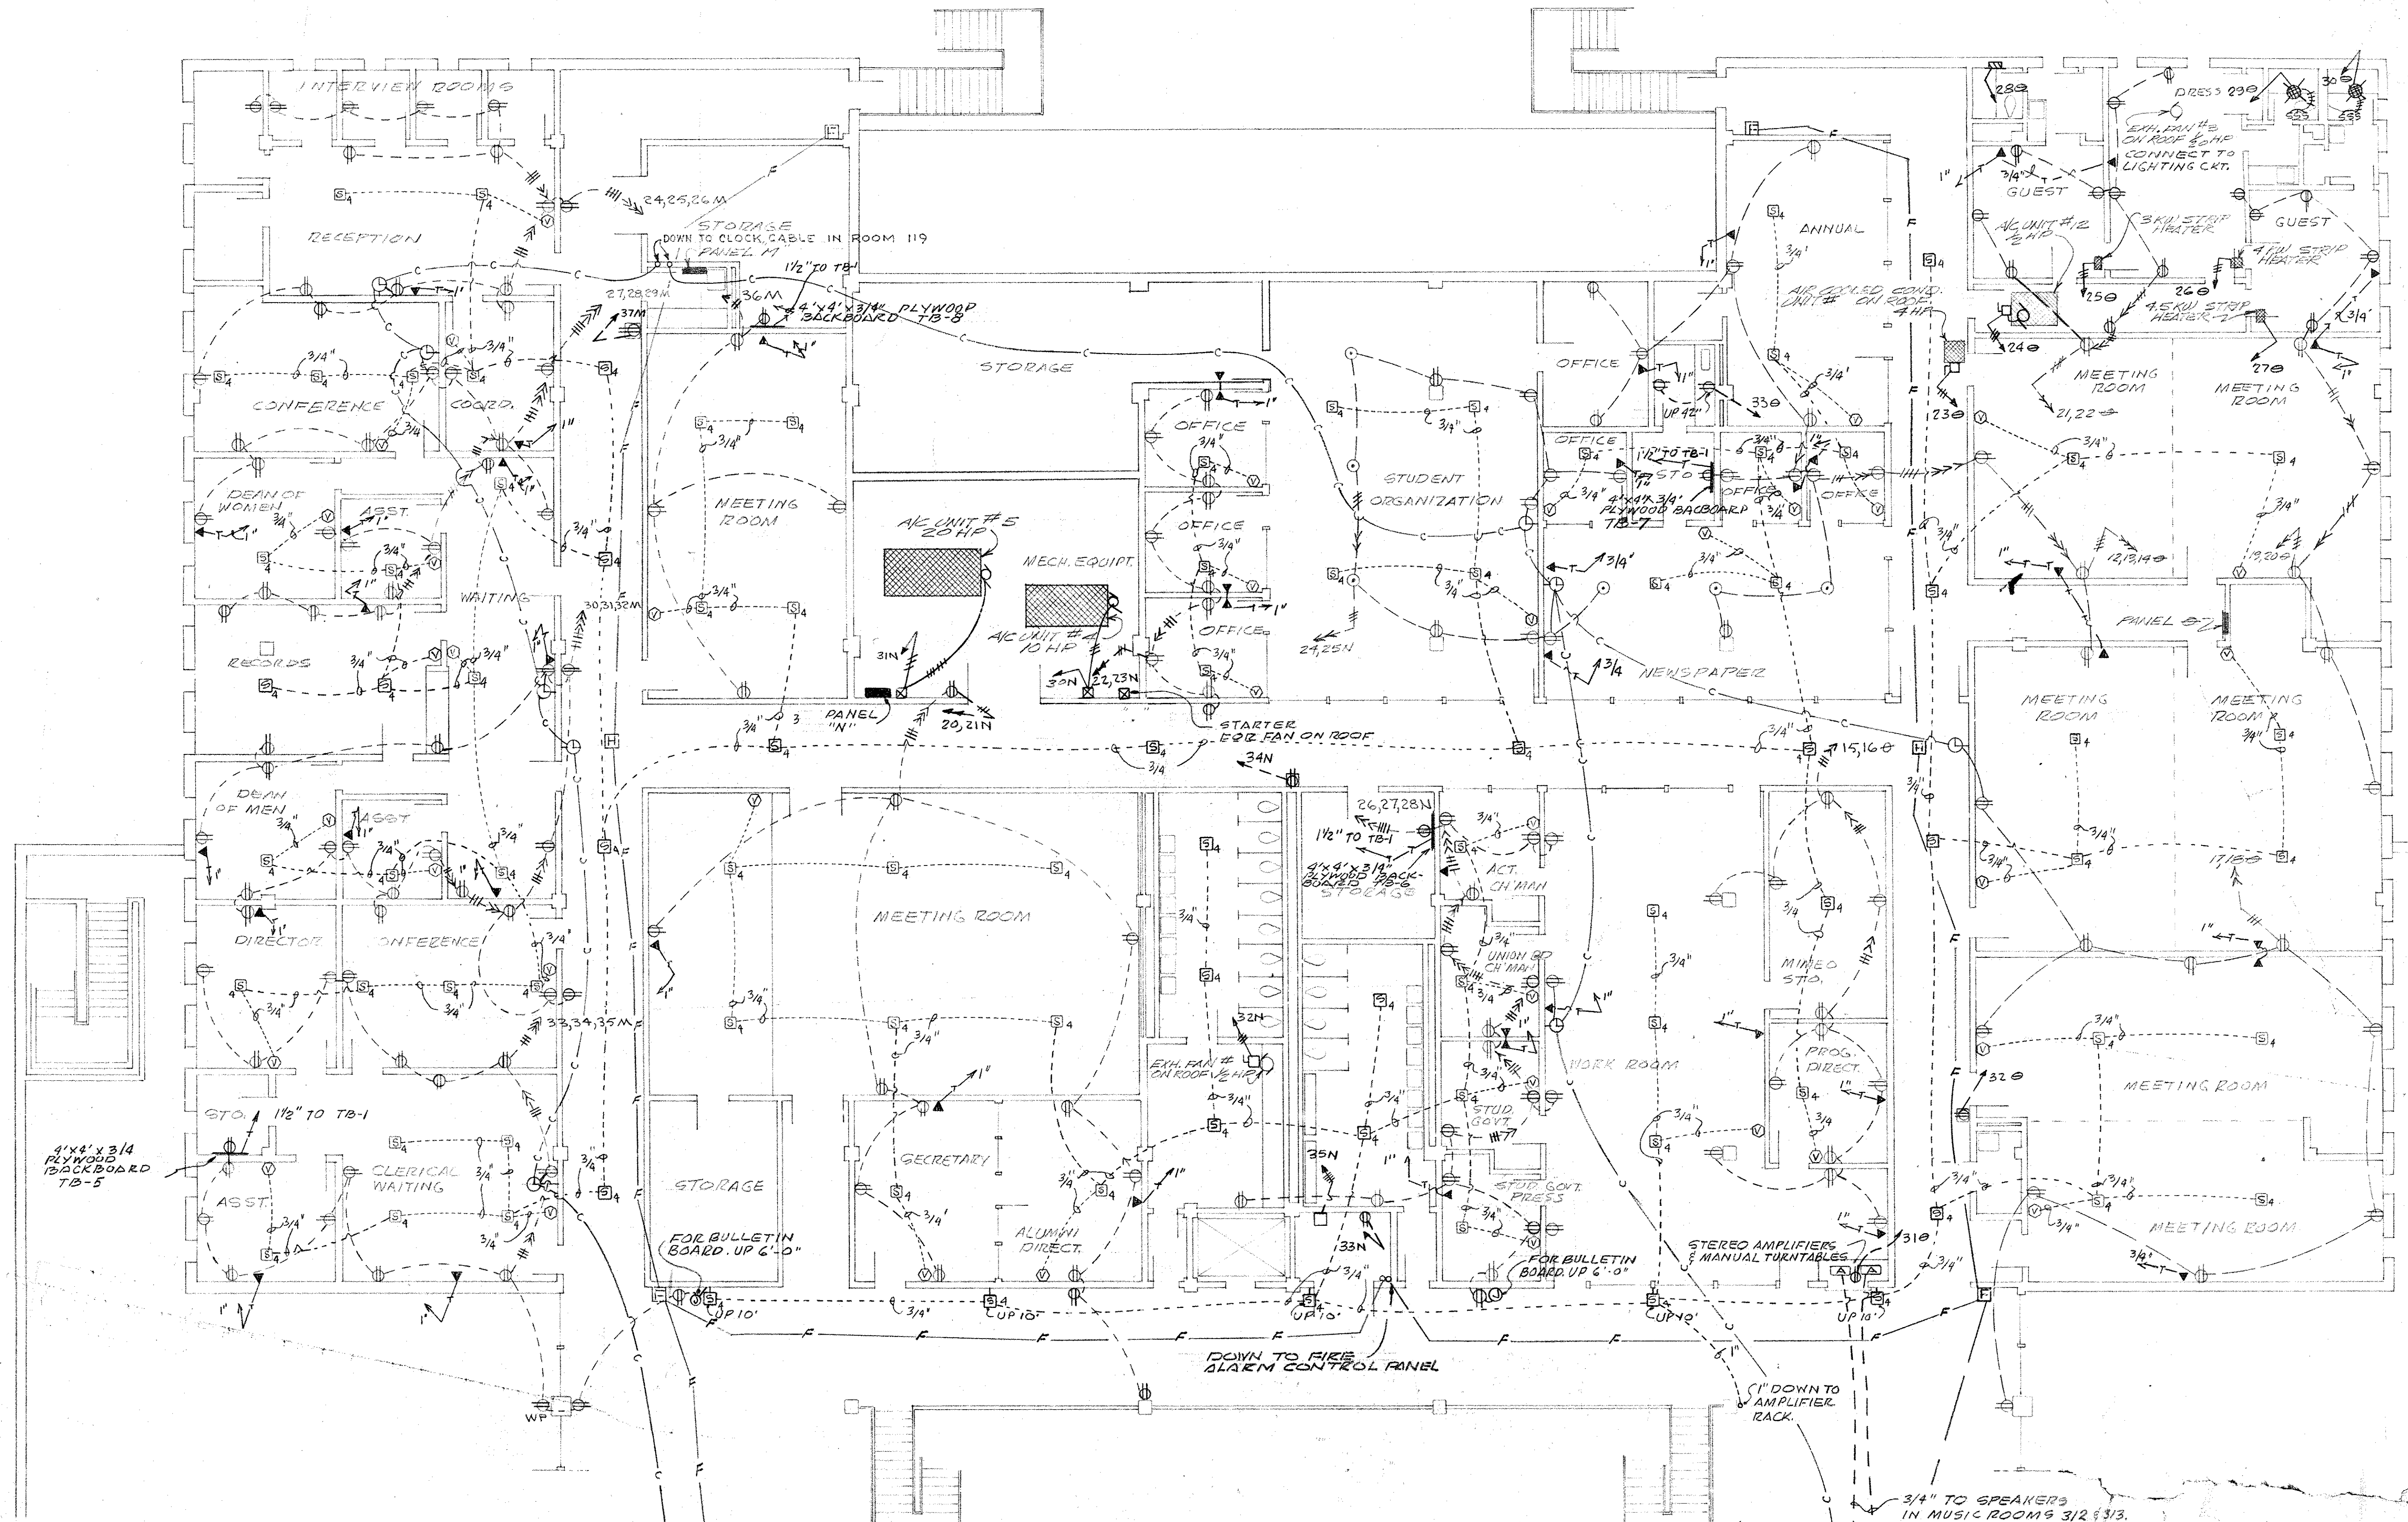 INTERVIEW ROOMS
RECEPTION
24,25,26M
STORAGE
DOWN TO CLOCK CABLE IN ROOM 119
PANEL M"
1½" TO TB-1
27,28,29M
36M
37M
4'X4'X3/4" PLYWOOD
BACKBOARD TB-8
3/4"
CONFERENCE
COORD.
1"
DEAN OF
WOMEN
ASST.
WAITING
30,31,32M
RECORDS
MEETING
ROOM
STORAGE
A/C UNIT #5
20 HP
MECH. EQUIPT.
A/C UNIT #4
10 HP
31N
30N
22,23N
PANEL
"N"
20,21N
STARTER
FOR FAN ON ROOF
34N
OFFICE
OFFICE
OFFICE
STUDENT
ORGANIZATION
24,25N
OFFICE
UP 42"
33⊖
ANNUAL
AIR COOLED COND.
UNIT # ON ROOF.
4 HP
23⊖
OFFICE
1½" TO TB-1
STO
4'X4'X3/4'
PLYWOOD BACBOARD
TB-7
OFFICE
OFFICE
NEWSPAPER
15,16⊖
28⊖
DRESS
29⊖
30⊖
EXH. FAN #3
CONNECT TO
LIGHTING CKT.
GUEST
GUEST
A/C UNIT #12
½ HP
3 KW STRIP
HEATER
4 KW STRIP
HEATER
25⊖
26⊖
4.5 KW STRIP
HEATER
24⊖
27⊖
MEETING
ROOM
MEETING
ROOM
21,22⊖
12,13,14⊖
19,20⊖
PANEL ⊖2
MEETING
ROOM
MEETING
ROOM
17,18⊖
DEAN
OF MEN
ASST
DIRECTOR
CONFERENCE
33,34,35M
STO.
1½" TO TB-1
4'X4' X 3/4
PLYWOOD
BACKBOARD
TB-5
ASST.
CLERICAL
WAITING
MEETING ROOM
STORAGE
SECRETARY
ALUMNI
DIRECT.
FOR BULLETIN
BOARD. UP 6'-0"
32N
EXH. FAN # 4
ON ROOF ½ HP
26,27,28N
1½" TO TB-1
4'X4'X3/4"
PLYWOOD BACK-
BOARD TB-6
STORAGE
ACT.
CH'MAN
UNION BD
CH'MAN
STUD.
GOVT.
STUD. GOVT.
PRESS
35N
33N
WORK ROOM
MIMEO
STO.
PROG.
DIRECT.
32⊖
31⊖
MEETING ROOM
MEETING ROOM
STEREO AMPLIFIERS
& MANUAL TURNTABLES
FOR BULLETIN
BOARD. UP 6'-0"
UP 10'
UP 10'
UP 10'
UP 10'
UP 10'
DOWN TO FIRE
ALARM CONTROL PANEL
WP
1" DOWN TO
AMPLIFIER
RACK.
3/4" TO SPEAKERS
IN MUSIC ROOMS 312 & 313.